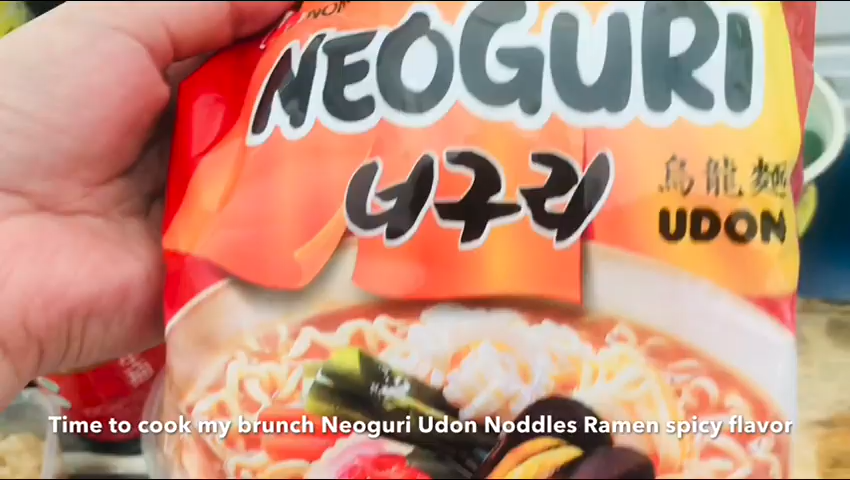 NEOGURI
너구리
烏龍麵
UDON
Time to cook my brunch Neoguri Udon Noddles Ramen spicy flavor